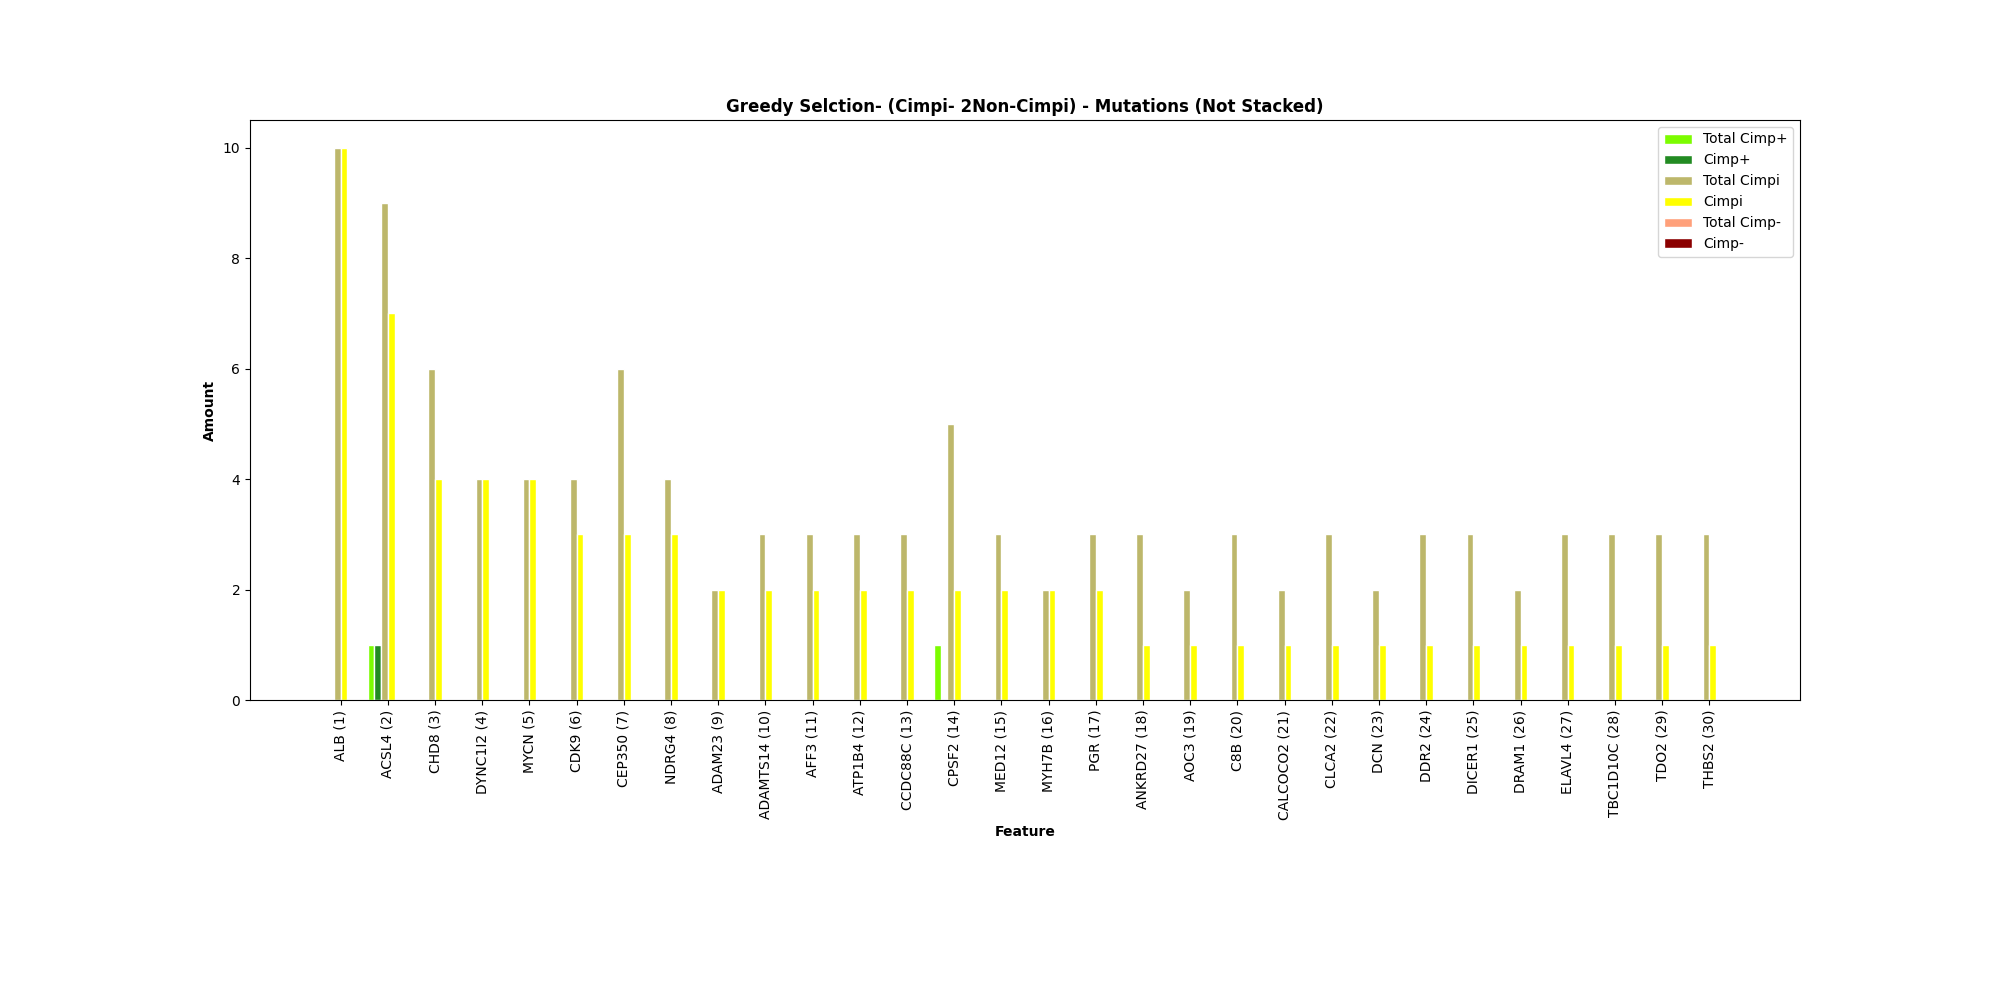 Greedy Selction- (Cimpi- 2Non-Cimpi) - Mutations (Not Stacked)
Total Cimp+
Cimp+
Total Cimpi
Cimpi
Total Cimp-
Cimp-
10
8
6
4
2
0
Amount
ALB (1)
ACSL4 (2)
CHD8 (3)
DYNC1I2 (4)
MYCN (5)
CDK9 (6)
CEP350 (7)
NDRG4 (8)
ADAM23 (9)
ADAMTS14 (10)
AFF3 (11)
ATP1B4 (12)
CCDC88C (13)
CPSF2 (14)
MED12 (15)
MYH7B (16)
PGR (17)
ANKRD27 (18)
AOC3 (19)
C8B (20)
CALCOCO2 (21)
CLCA2 (22)
DCN (23)
DDR2 (24)
DICER1 (25)
DRAM1 (26)
ELAVL4 (27)
TBC1D10C (28)
TDO2 (29)
THBS2 (30)
Feature